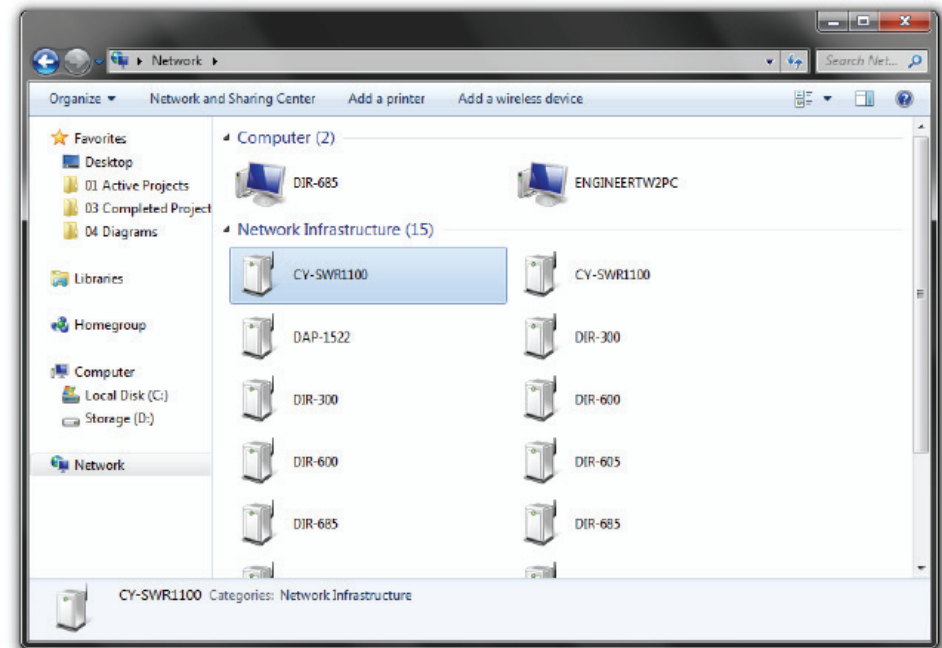 Network
Search Net...
Organize Network and Sharing Center Add a printer Add a wireless device
Favorites
Desktop
01 Active Projects
03 Completed Project
04 Diagrams
Libraries
Homegroup
Computer
Local Disk (C:)
Storage (D:)
Network
Computer (2)
DIR-685 ENGINEERTW2PC
Network Infrastructure (15)
CY-SWR1100 CY-SWR1100
DAP-1522 DIR-300
DIR-300 DIR-600
DIR-600 DIR-605
DIR-685 DIR-685
CY-SWR1100 Categories: Network Infrastructure